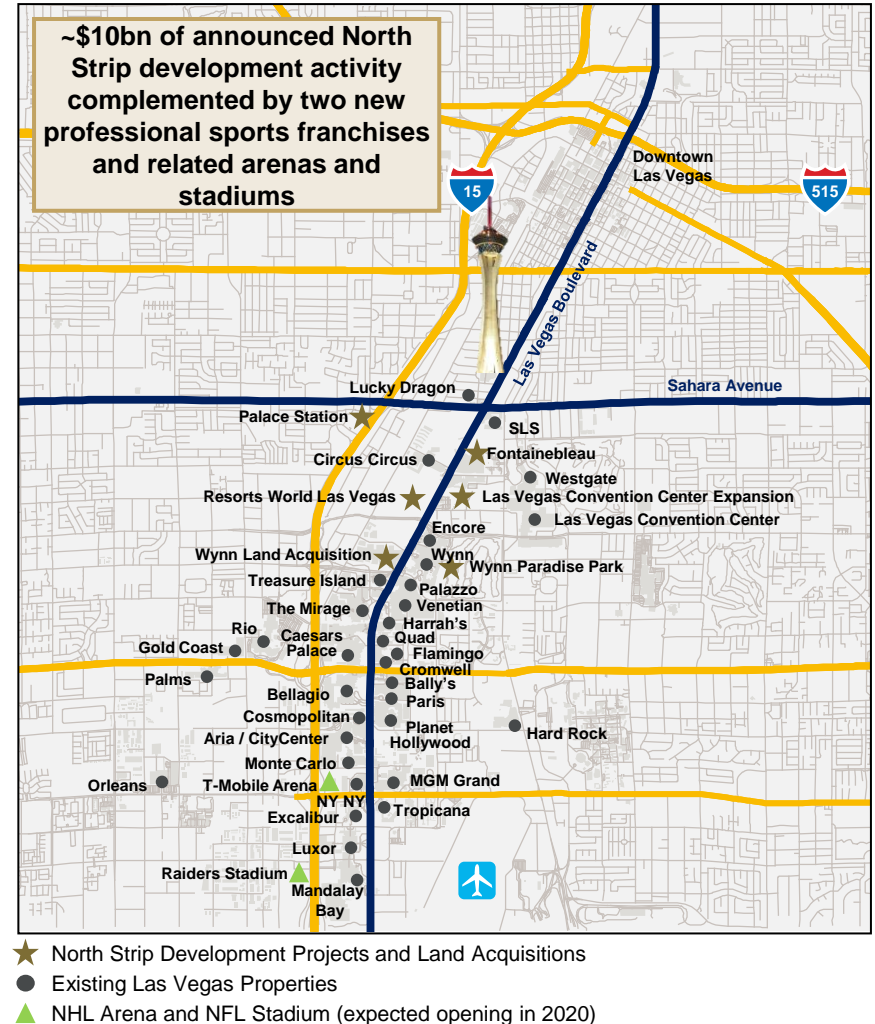 ~$10bn of announced North
Strip development activity
complemented by two new
professional sports franchises
and related arenas and
stadiums
Downtown
Las Vegas
15
515
Las Vegas Boulevard
Lucky Dragon
Sahara Avenue
Palace Station
SLS
Circus Circus
Fontainebleau
Westgate
Resorts World Las Vegas
Las Vegas Convention Center Expansion
Las Vegas Convention Center
Encore
Wynn Land Acquisition
Wynn
Wynn Paradise Park
Treasure Island
Palazzo
The Mirage
Venetian
Harrah's
Rio
Caesars
Palace
Quad
Gold Coast
Flamingo
Cromwell
Palms
Bally's
Bellagio
Paris
Cosmopolitan
Planet
Hollywood
Hard Rock
Aria / CityCenter
Monte Carlo
Orleans
T-Mobile Arena
MGM Grand
NY NY
Tropicana
Excalibur
Luxor
Raiders Stadium
Mandalay
Bay
North Strip Development Projects and Land Acquisitions
Existing Las Vegas Properties
NHL Arena and NFL Stadium (expected opening in 2020)